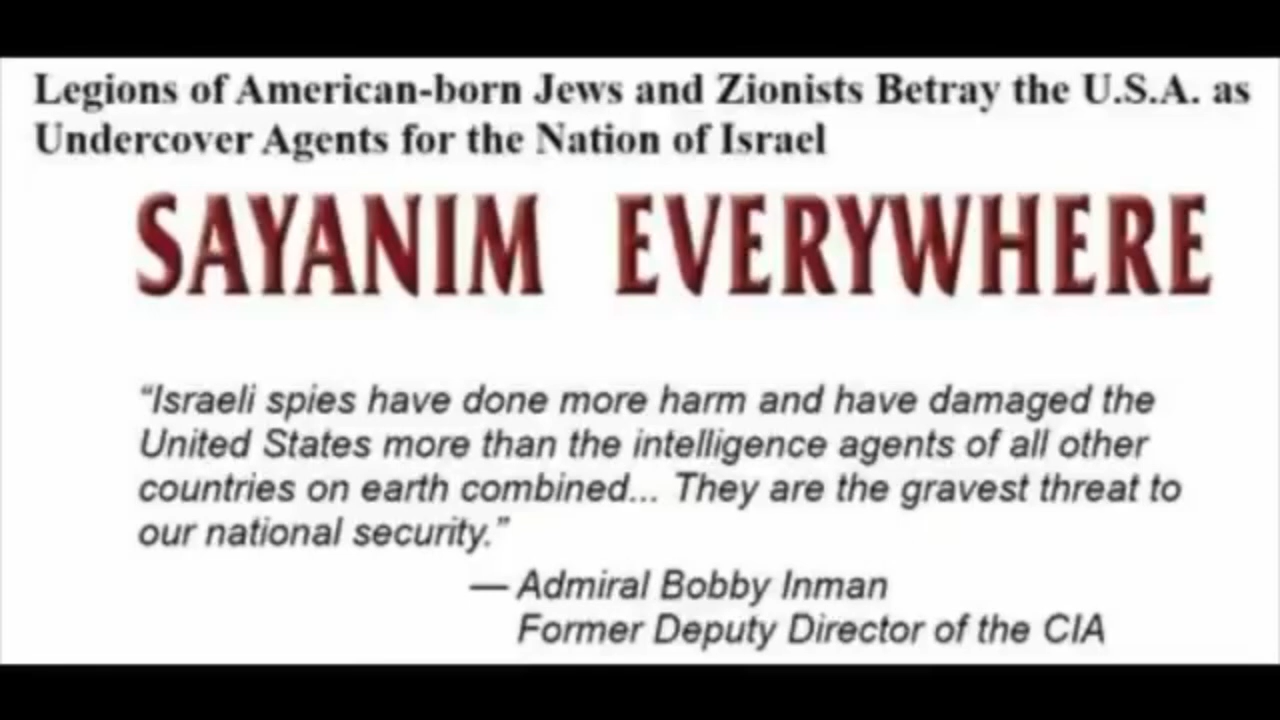 Legions of American-born Jews and Zionists Betray the U.S.A. as
Undercover Agents for the Nation of Israel
SAYANIM EVERYWHERE
“Israeli spies have done more harm and have damaged the
United States more than the intelligence agents of all other
countries on earth combined... They are the gravest threat to
our national security.”
— Admiral Bobby Inman
Former Deputy Director of the CIA